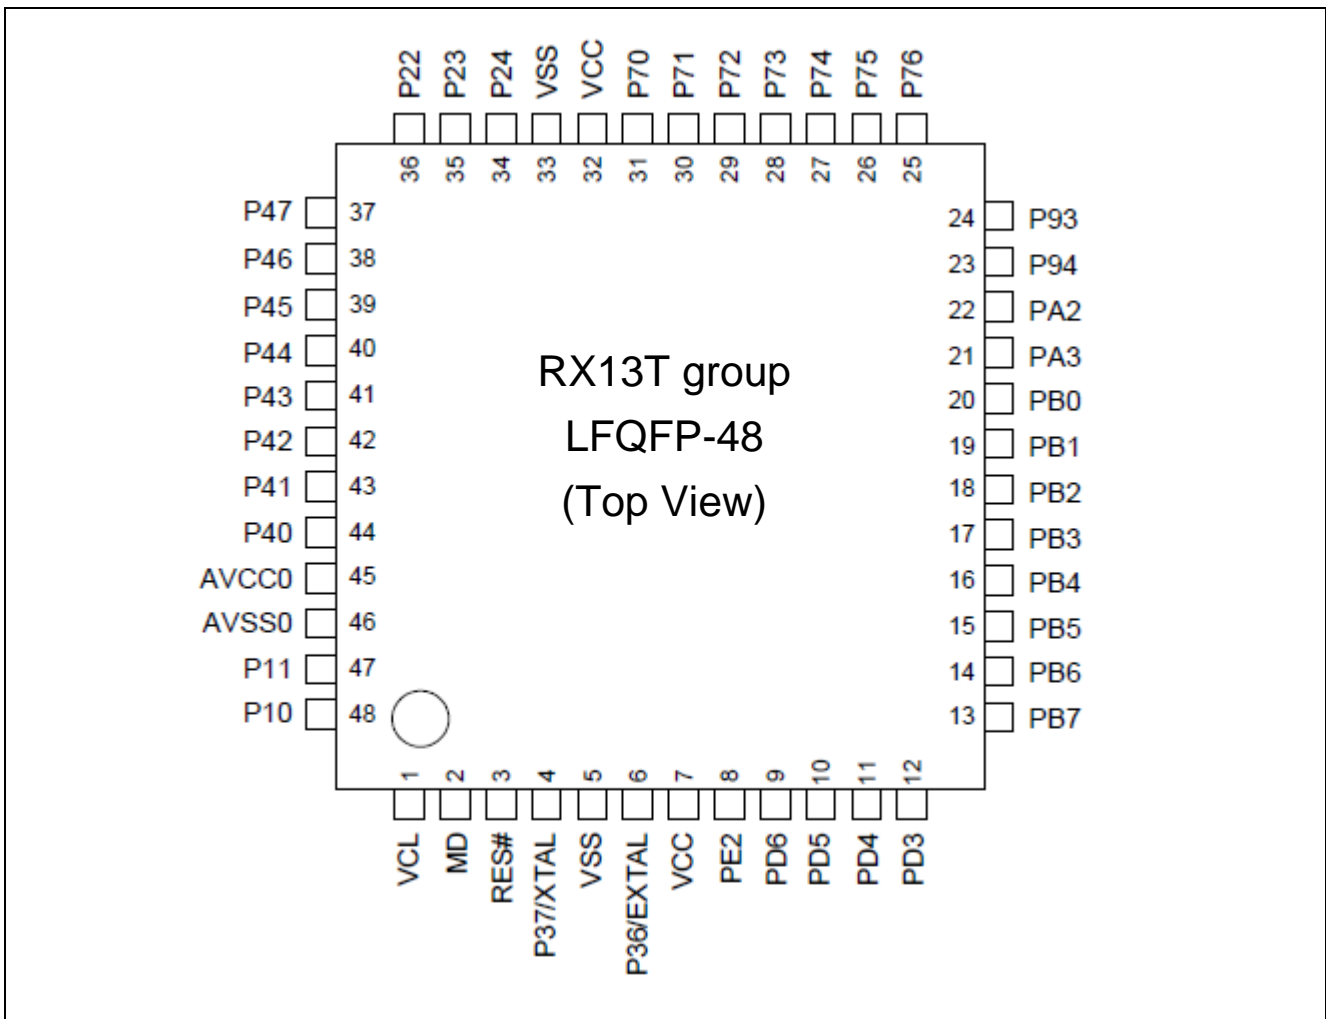 P22 P23 P24 VSS VCC P70 P71 P72 P73 P74 P75 P76
36 35 34 33 32 31 30 29 28 27 26 25
P47 37
P46 38
P45 39
P44 40
P43 41
P42 42
P41 43
P40 44
AVCC0 45
AVSS0 46
P11 47
P10 48
RX13T group
LFQFP-48
(Top View)
24 P93
23 P94
22 PA2
21 PA3
20 PB0
19 PB1
18 PB2
17 PB3
16 PB4
15 PB5
14 PB6
13 PB7
1 2 3 4 5 6 7 8 9 10 11 12
VCL MD RES# P37/XTAL VSS P36/EXTAL VCC PE2 PD6 PD5 PD4 PD3